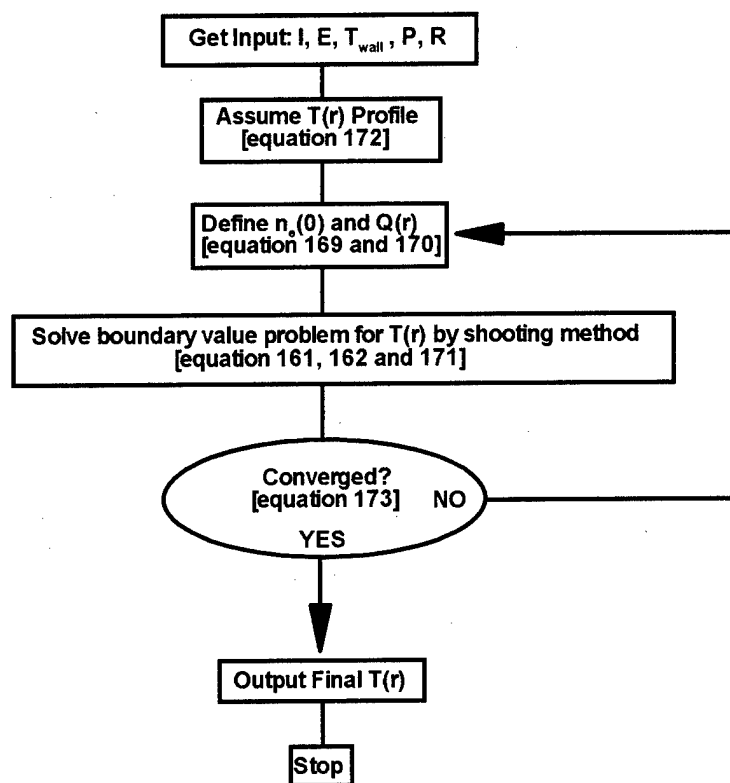 Get Input: I, E, T_wall , P, R
Assume T(r) Profile
[equation 172]
Define n_e(0) and Q(r)
[equation 169 and 170]
Solve boundary value problem for T(r) by shooting method
[equation 161, 162 and 171]
Converged?
[equation 173]
NO
YES
Output Final T(r)
Stop